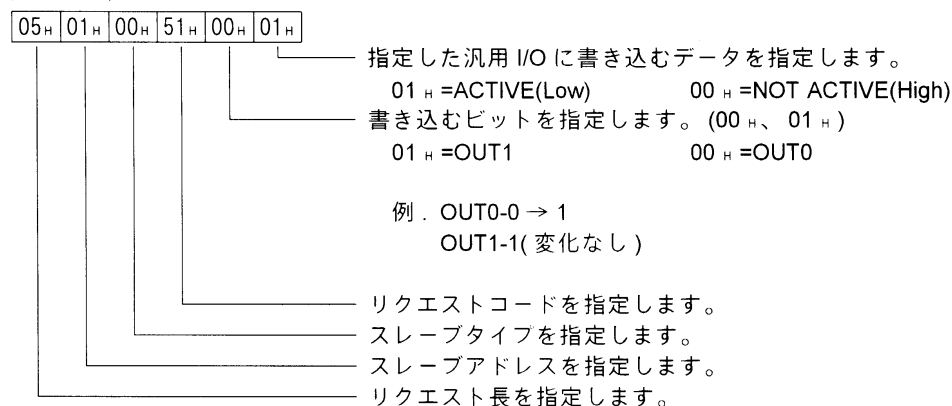 05H 01H 00H 51H 00H 01H
指定した汎用 I/O に書き込むデータを指定します。
01 H =ACTIVE(Low) 00 H =NOT ACTIVE(High)
書き込むビットを指定します。(00 H、 01 H )
01 H =OUT1 00 H =OUT0
例 . OUT0-0 → 1
OUT1-1( 変化なし )
リクエストコードを指定します。
スレーブタイプを指定します。
スレーブアドレスを指定します。
リクエスト長を指定します。